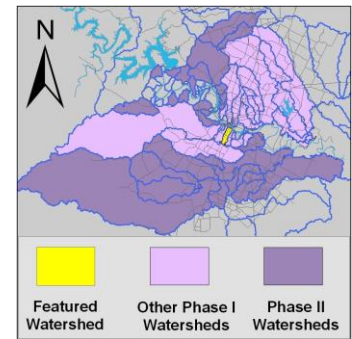 N
Featured
Watershed
Other Phase I
Watersheds
Phase II
Watersheds